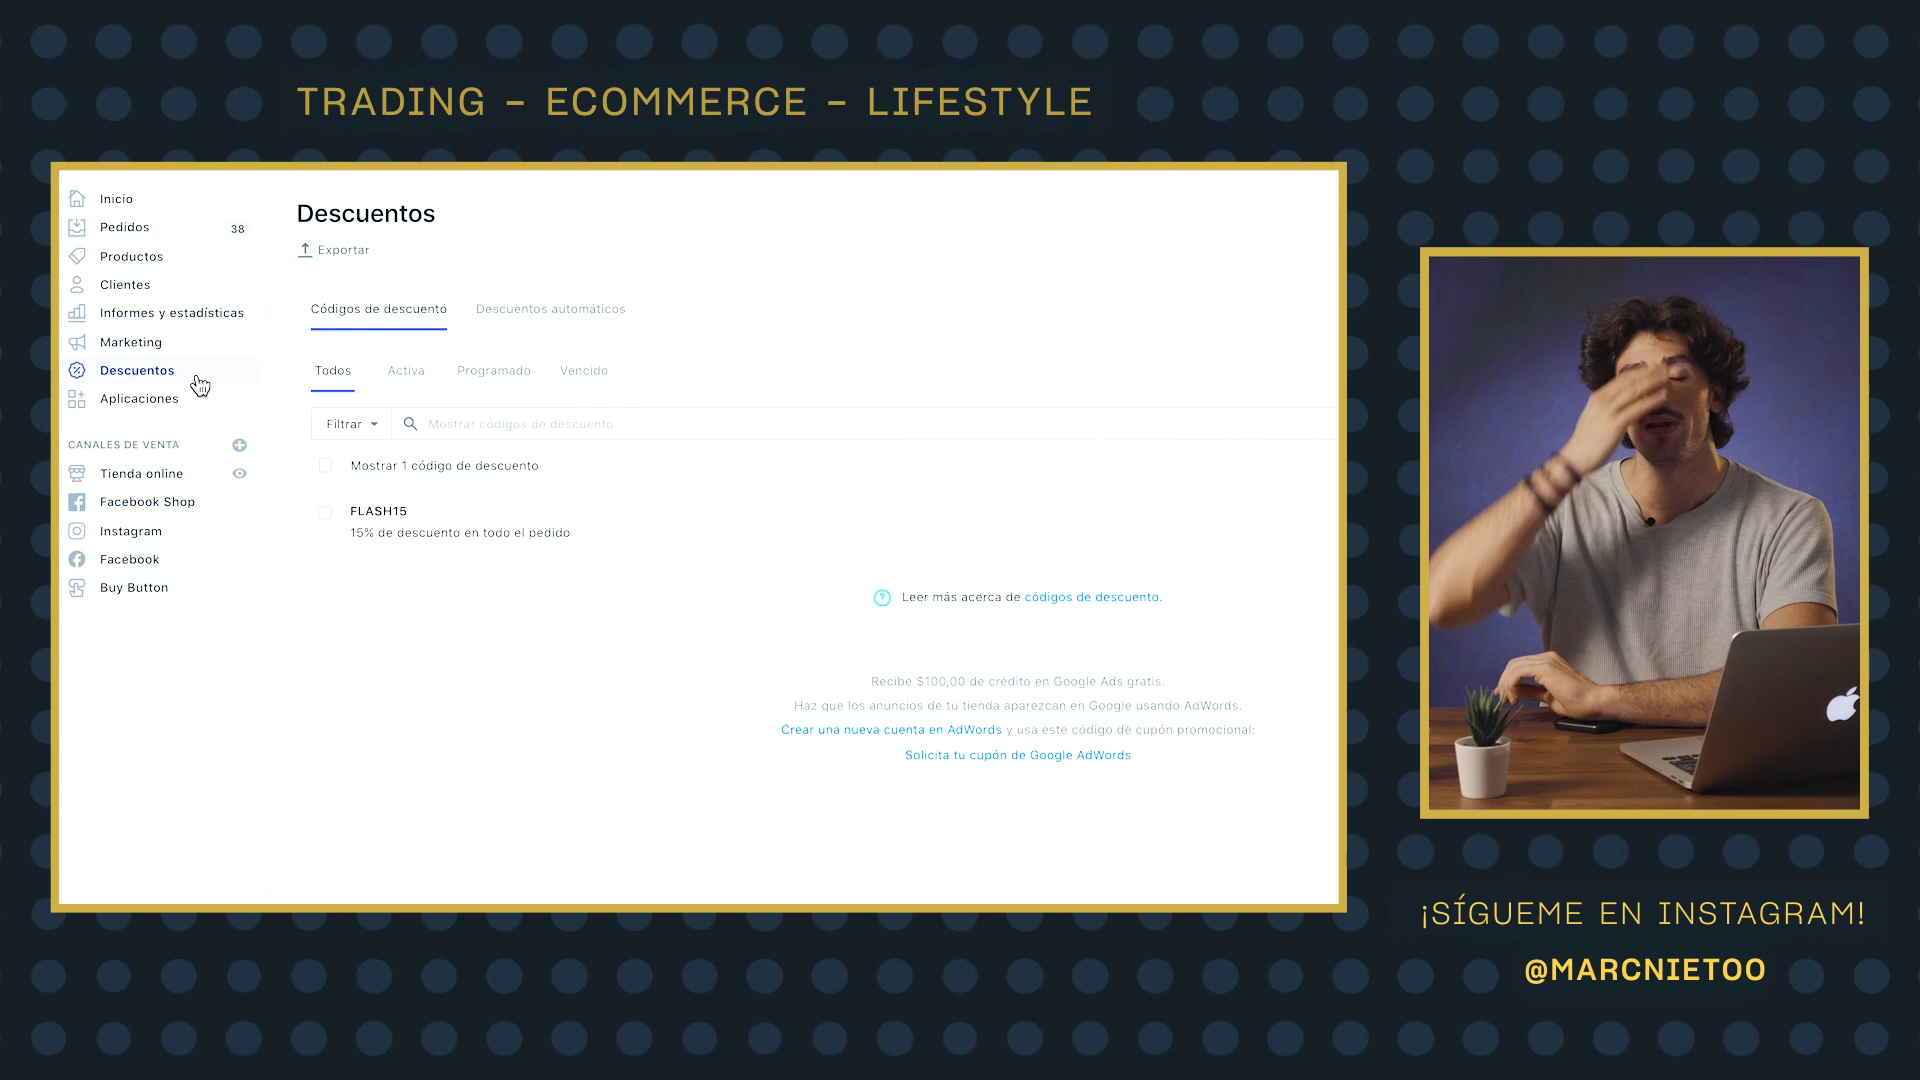 TRADING – ECOMMERCE – LIFESTYLE
Inicio
Pedidos 38
Productos
Clientes
Informes y estadísticas
Marketing
Descuentos
Aplicaciones
CANALES DE VENTA
Tienda online
Facebook Shop
Instagram
Facebook
Buy Button
Descuentos
Exportar
Códigos de descuento Descuentos automáticos
Todos Activa Programado Vencido
Filtrar Mostrar códigos de descuento
Mostrar 1 código de descuento
FLASH15
15% de descuento en todo el pedido
Leer más acerca de códigos de descuento.
Recibe $100,00 de crédito en Google Ads gratis.
Haz que los anuncios de tu tienda aparezcan en Google usando AdWords.
Crear una nueva cuenta en AdWords y usa este código de cupón promocional:
Solicita tu cupón de Google AdWords
¡SÍGUEME EN INSTAGRAM!
@MARCNIETOO